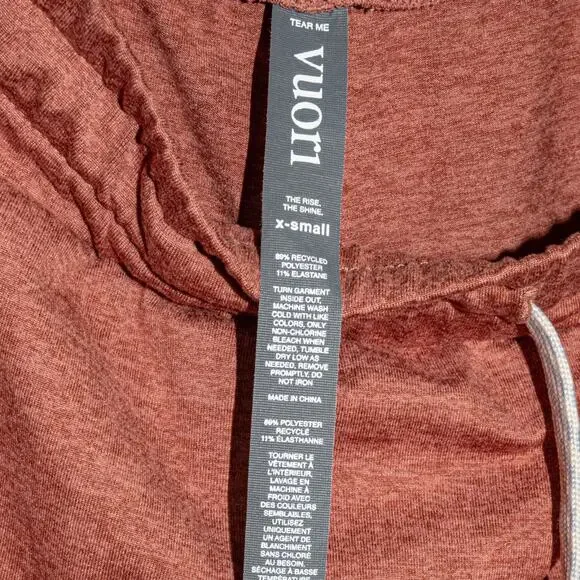 TEAR ME
vuori
THE RISE.
THE SHINE.
x-small
89% RECYCLED
POLYESTER
11% ELASTANE
TURN GARMENT
INSIDE OUT,
MACHINE WASH
COLD WITH LIKE
COLORS, ONLY
NON-CHLORINE
BLEACH WHEN
NEEDED, TUMBLE
DRY LOW AS
NEEDED, REMOVE
PROMPTLY, DO
NOT IRON
MADE IN CHINA
89% POLYESTER
RECYCLÉ
11% ÉLASTHANNE
TOURNER LE
VÊTEMENT À
L'INTÉRIEUR,
LAVAGE EN
MACHINE À
FROID AVEC
DES COULEURS
SEMBLABLES,
UTILISEZ
UNIQUEMENT
UN AGENT DE
BLANCHIMENT
SANS CHLORE
AU BESOIN,
SÉCHAGE À BASSE
TEMPÉRATURE